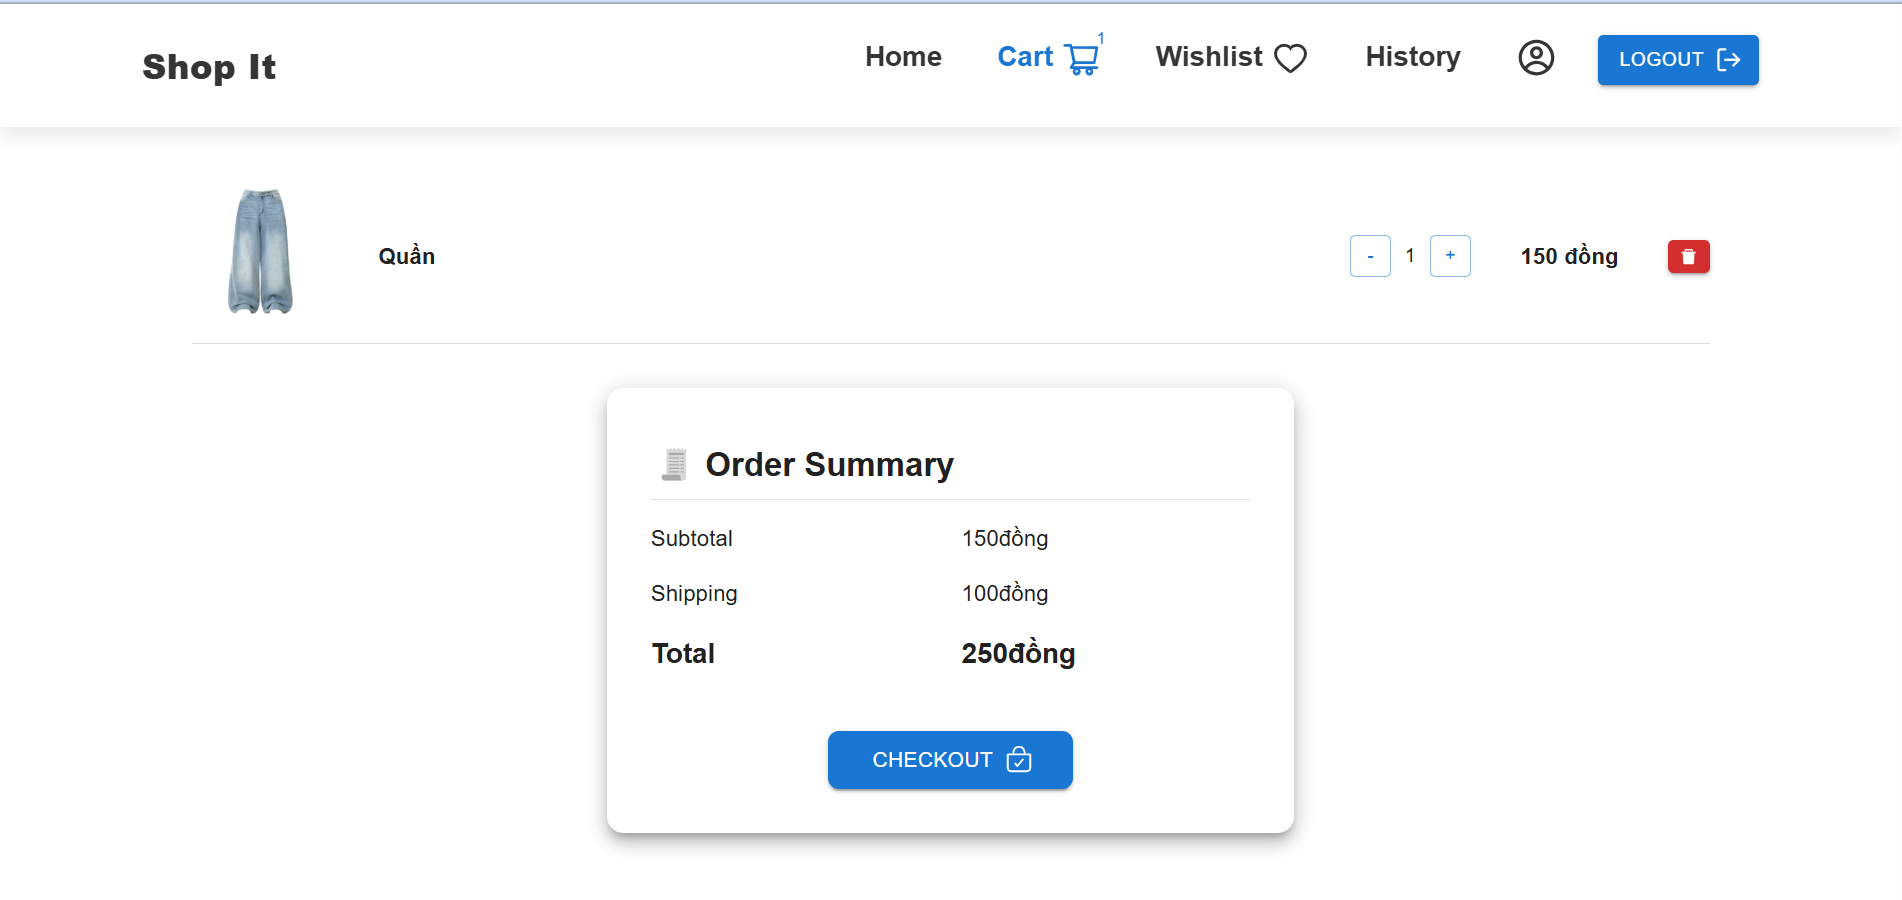 Shop It
Home
Cart
1
Wishlist
History
LOGOUT
Quần
-
1
+
150 đồng
Order Summary
Subtotal 150đồng
Shipping 100đồng
Total 250đồng
CHECKOUT